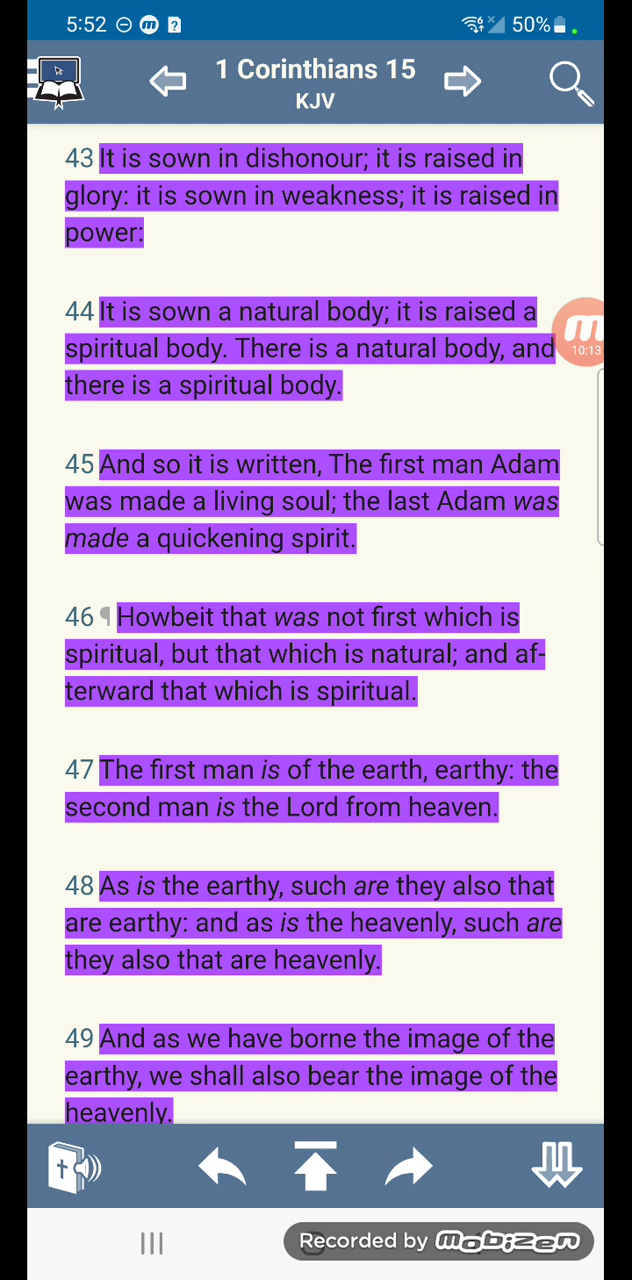 5:52 m ? 6 50%
1 Corinthians 15
KJV
43 It is sown in dishonour; it is raised in
glory: it is sown in weakness; it is raised in
power:
44 It is sown a natural body; it is raised a
spiritual body. There is a natural body, and
there is a spiritual body.
m
10:13
45 And so it is written, The first man Adam
was made a living soul; the last Adam was
made a quickening spirit.
46 ¶ Howbeit that was not first which is
spiritual, but that which is natural; and af-
terward that which is spiritual.
47 The first man is of the earth, earthy: the
second man is the Lord from heaven.
48 As is the earthy, such are they also that
are earthy: and as is the heavenly, such are
they also that are heavenly.
49 And as we have borne the image of the
earthy, we shall also bear the image of the
heavenly.
Recorded by mobizen